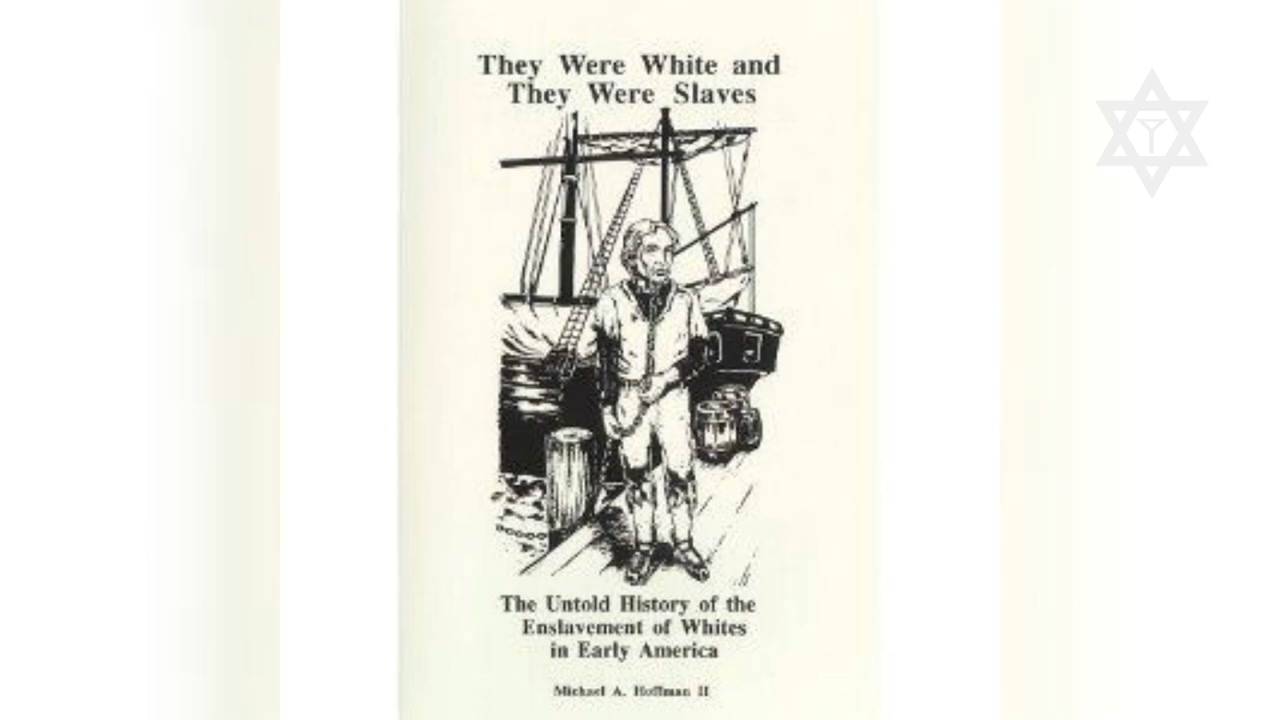 They Were White and
They Were Slaves
The Untold History of the
Enslavement of Whites
in Early America
Michael A. Hoffman II